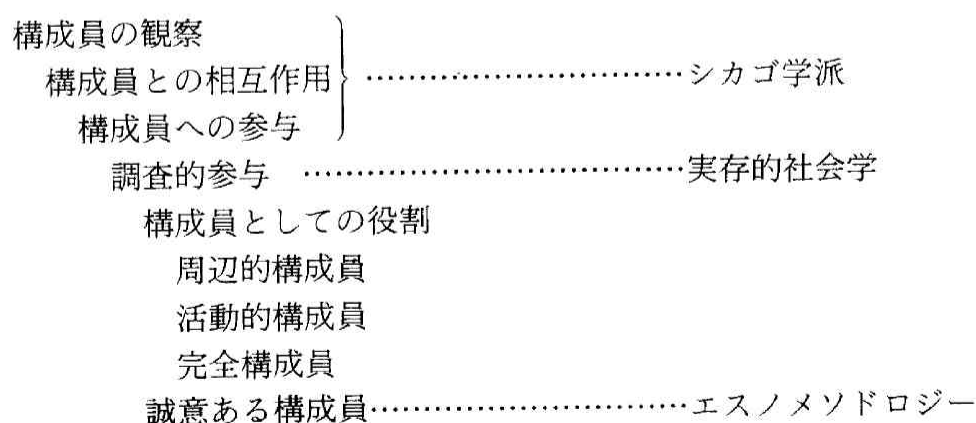 構成員の観察
構成員との相互作用 ……………………………シカゴ学派
構成員への参与
調査的参与 ………………………………実存的社会学
構成員としての役割
周辺的構成員
活動的構成員
完全構成員
誠意ある構成員…………………………エスノメソドロジー